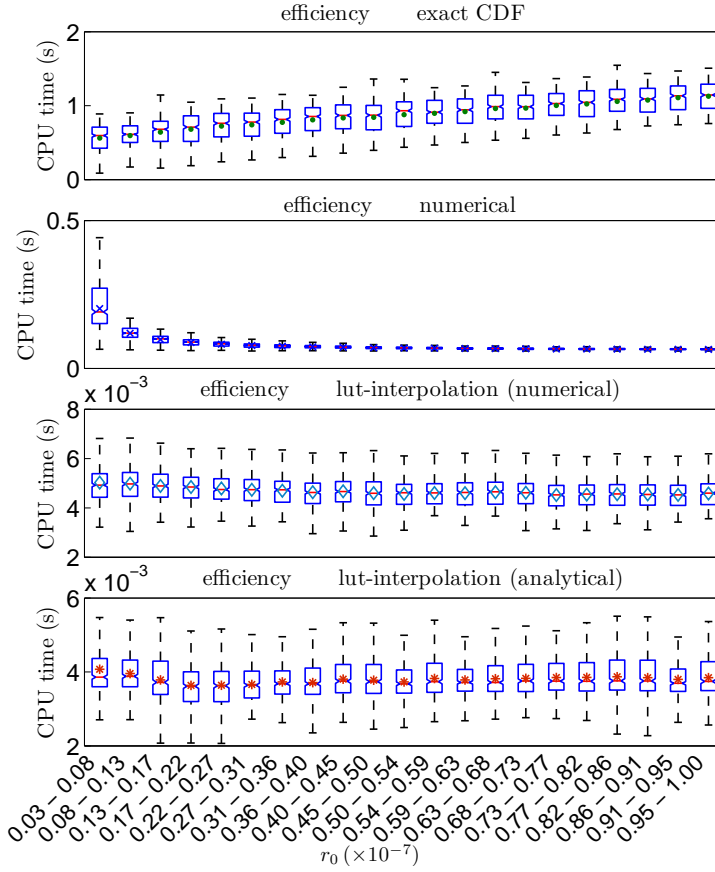 efficiency exact CDF
2
1
0
CPU time (s)
efficiency numerical
0.5
0
CPU time (s)
x 10⁻³
efficiency lut-interpolation (numerical)
8
6
4
2
CPU time (s)
x 10⁻³
efficiency lut-interpolation (analytical)
6
4
2
CPU time (s)
0.03 – 0.08
0.08 – 0.13
0.13 – 0.17
0.17 – 0.22
0.22 – 0.27
0.27 – 0.31
0.31 – 0.36
0.36 – 0.40
0.40 – 0.45
0.45 – 0.50
0.50 – 0.54
0.54 – 0.59
0.59 – 0.63
0.63 – 0.68
0.68 – 0.73
0.73 – 0.77
0.77 – 0.82
0.82 – 0.86
0.86 – 0.91
0.91 – 0.95
0.95 – 1.00
r₀ (×10⁻⁷)